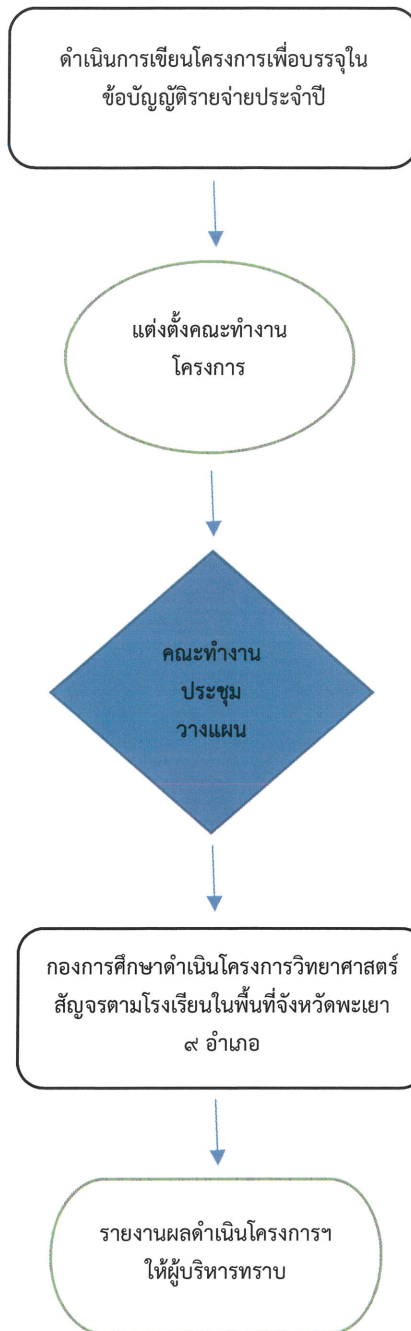 ดำเนินการเขียนโครงการเพื่อบรรจุใน
ข้อบัญญัติรายจ่ายประจำปี
แต่งตั้งคณะทำงาน
โครงการ
คณะทำงาน
ประชุม
วางแผน
กองการศึกษาดำเนินโครงการวิทยาศาสตร์
สัญจรตามโรงเรียนในพื้นที่จังหวัดพะเยา
๙ อำเภอ
รายงานผลดำเนินโครงการฯ
ให้ผู้บริหารทราบ